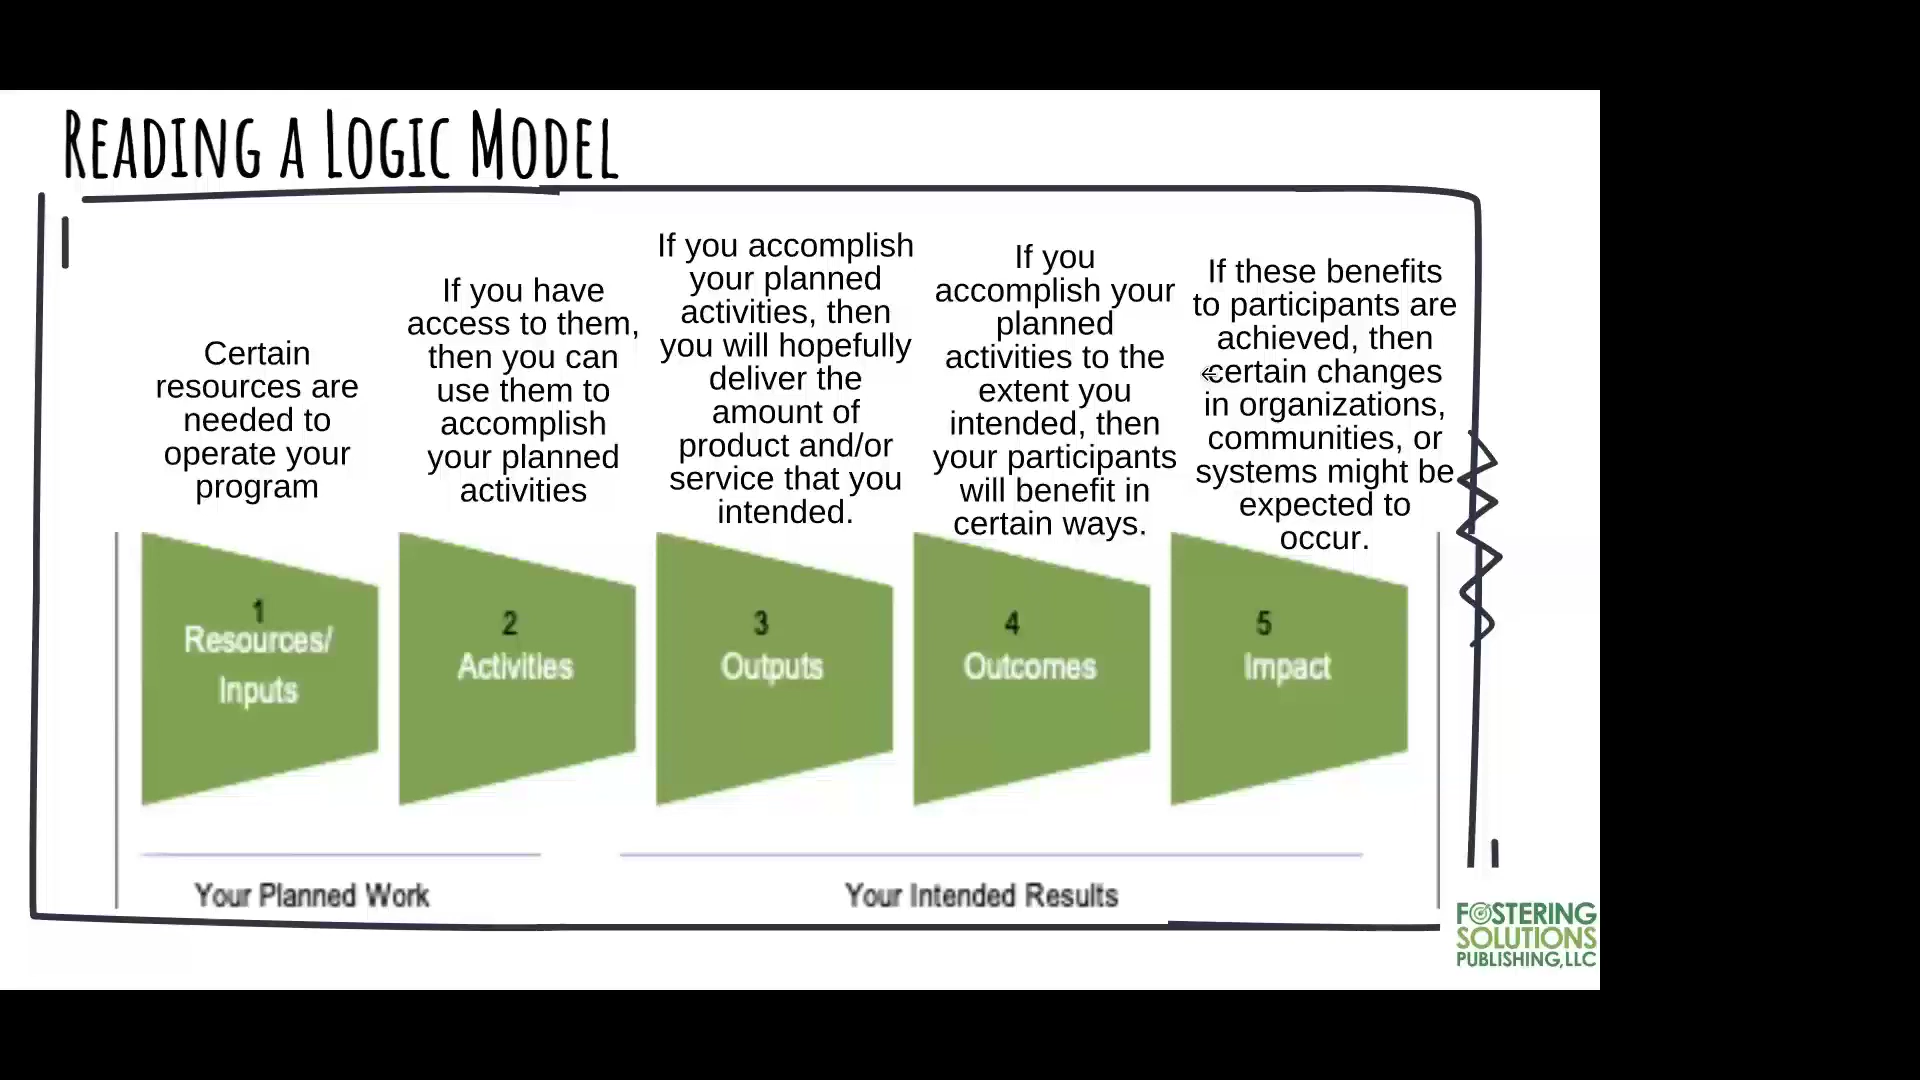 READING A LOGIC MODEL
Certain
resources are
needed to
operate your
program
If you have
access to them,
then you can
use them to
accomplish
your planned
activities
If you accomplish
your planned
activities, then
you will hopefully
deliver the
amount of
product and/or
service that you
intended.
If you
accomplish your
planned
activities to the
extent you
intended, then
your participants
will benefit in
certain ways.
If these benefits
to participants are
achieved, then
certain changes
in organizations,
communities, or
systems might be
expected to
occur.
1
Resources/
Inputs
2
Activities
3
Outputs
4
Outcomes
5
Impact
Your Planned Work
Your Intended Results
FOSTERING
SOLUTIONS
PUBLISHING,LLC